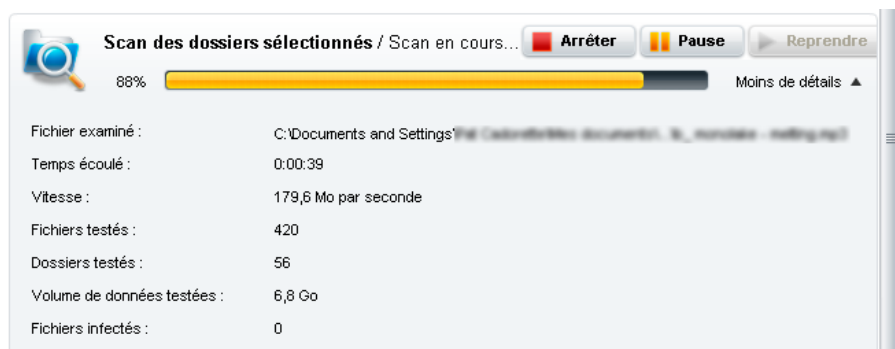 Scan des dossiers sélectionnés / Scan en cours... Arrêter Pause Reprendre
88% Moins de détails
Fichier examiné : C:\Documents and Settings\
Temps écoulé : 0:00:39
Vitesse : 179,6 Mo par seconde
Fichiers testés : 420
Dossiers testés : 56
Volume de données testées : 6,8 Go
Fichiers infectés : 0